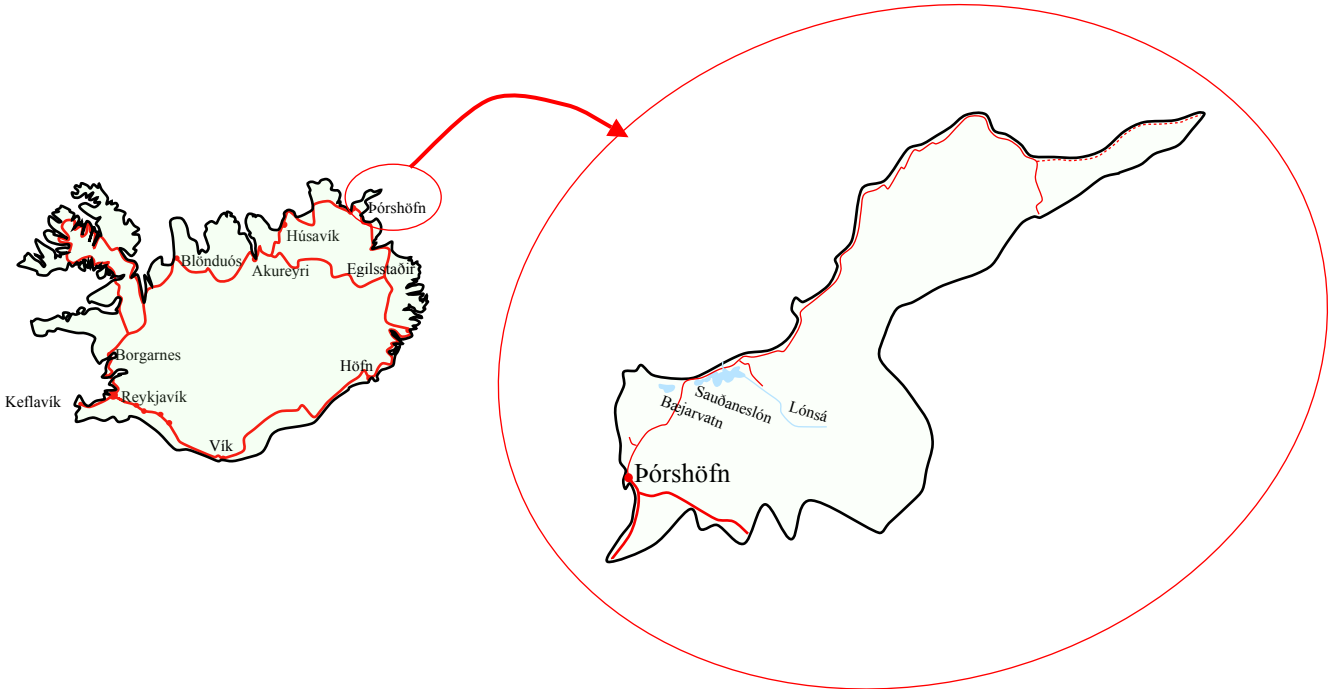 Þórshöfn
Húsavík
Blönduós
Akureyri
Egilsstaðir
Borgarnes
Höfn
Keflavík
Reykjavík
Vík
Bæjarvatn
Sauðaneslón
Lónsá
Þórshöfn